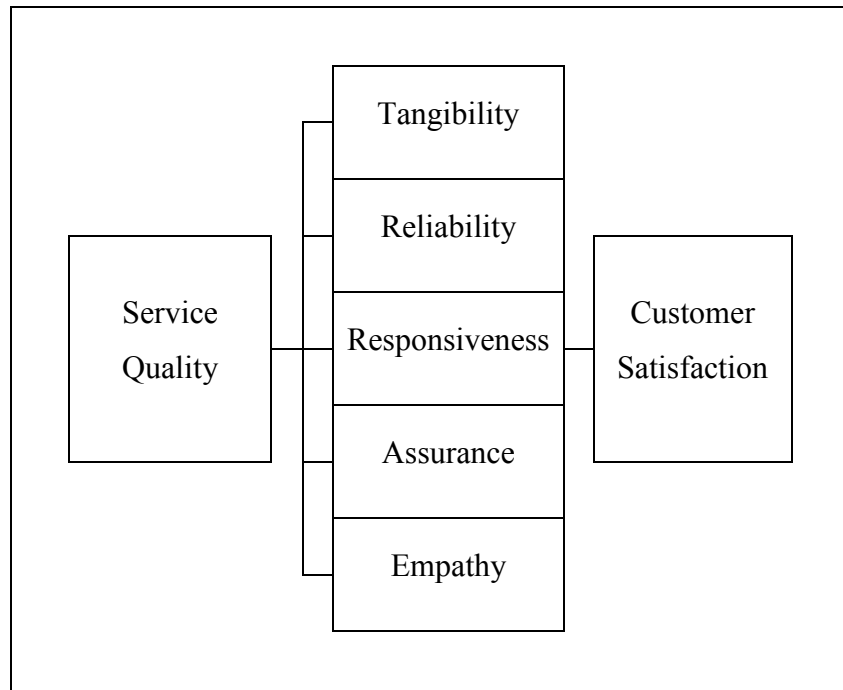 Service
Quality
Tangibility
Reliability
Responsiveness
Assurance
Empathy
Customer
Satisfaction